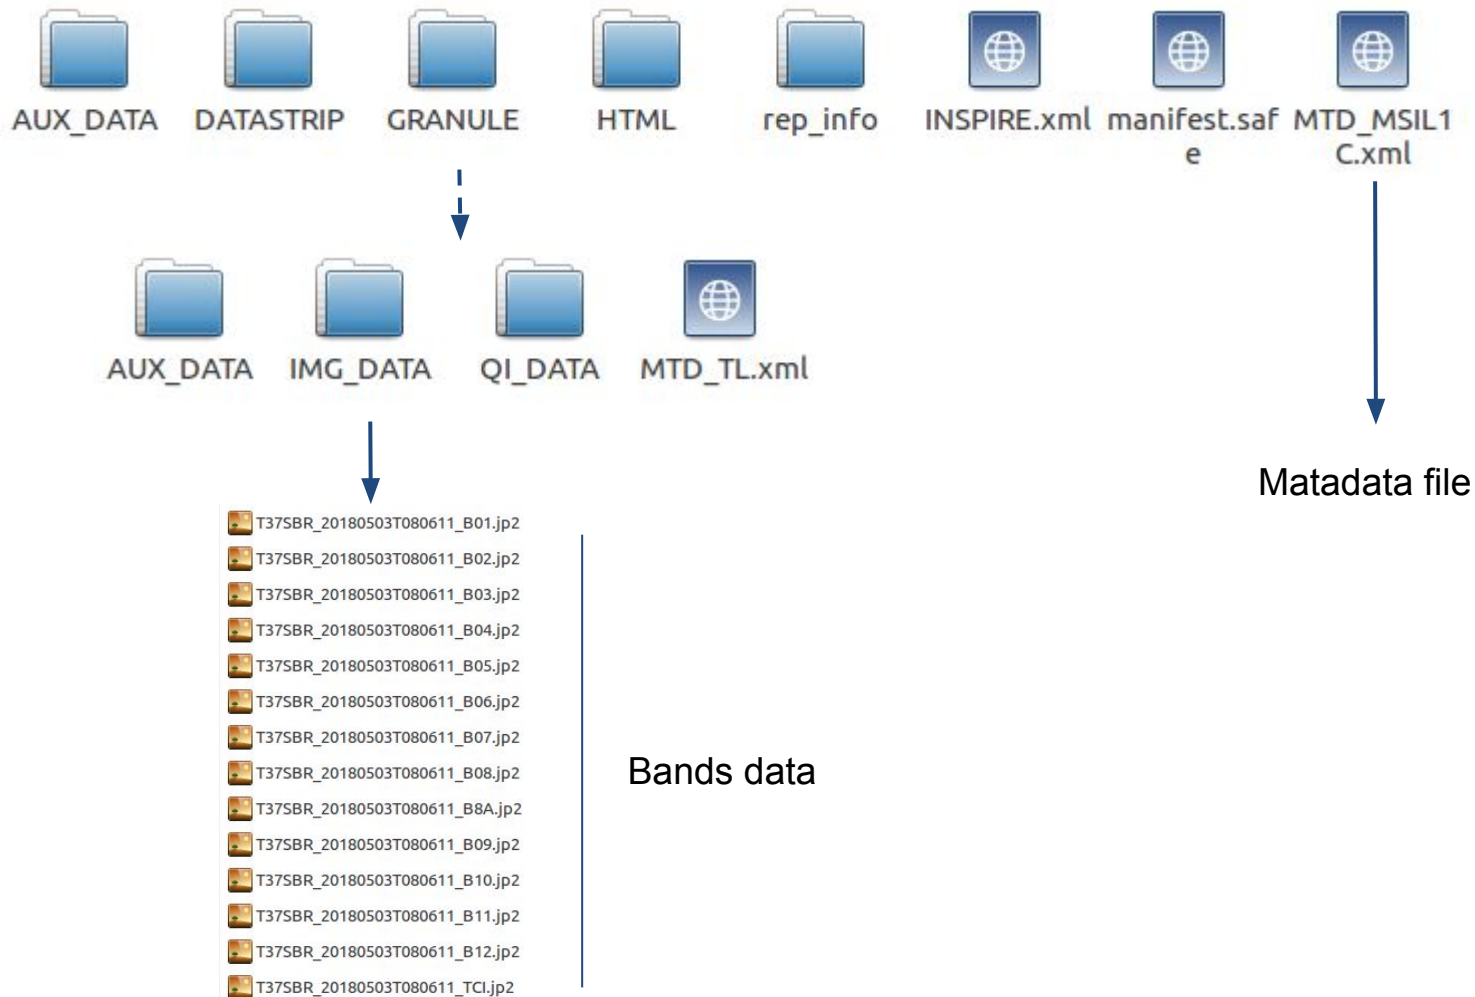 AUX_DATA DATASTRIP GRANULE HTML rep_info INSPIRE.xml manifest.saf MTD_MSIL1
e C.xml
AUX_DATA IMG_DATA QI_DATA MTD_TL.xml
Matadata file
T37SBR_20180503T080611_B01.jp2
T37SBR_20180503T080611_B02.jp2
T37SBR_20180503T080611_B03.jp2
T37SBR_20180503T080611_B04.jp2
T37SBR_20180503T080611_B05.jp2
T37SBR_20180503T080611_B06.jp2
T37SBR_20180503T080611_B07.jp2
T37SBR_20180503T080611_B08.jp2
Bands data
T37SBR_20180503T080611_B8A.jp2
T37SBR_20180503T080611_B09.jp2
T37SBR_20180503T080611_B10.jp2
T37SBR_20180503T080611_B11.jp2
T37SBR_20180503T080611_B12.jp2
T37SBR_20180503T080611_TCI.jp2